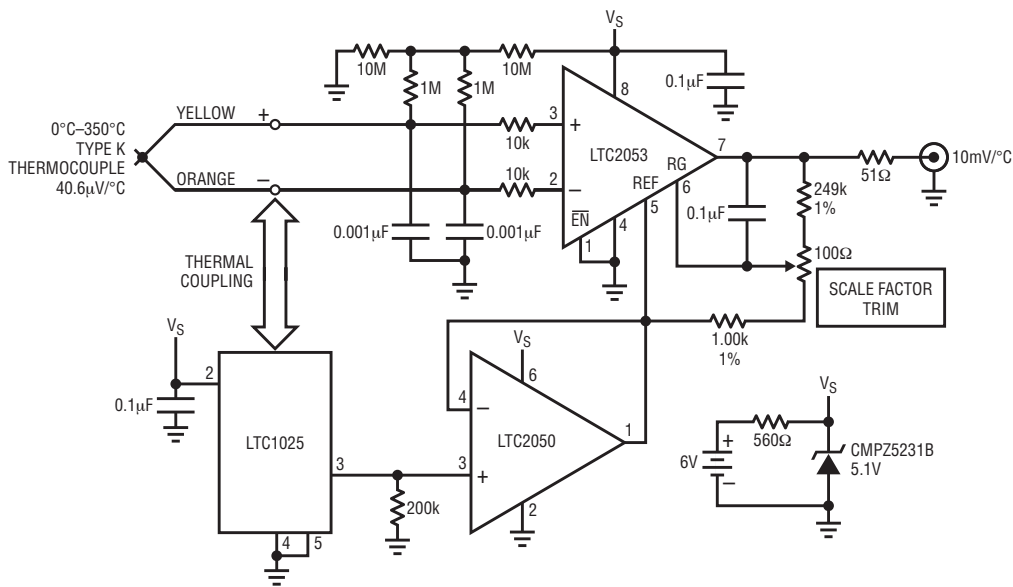 VS
10M
10M
1M
1M
0.1µF
8
0°C–350°C
TYPE K
THERMOCOUPLE
40.6µV/°C
YELLOW
+
ORANGE
–
10k
10k
3
+
2
–
LTC2053
EN
1
4
REF
5
RG
6
7
0.1µF
249k
1%
51Ω
10mV/°C
100Ω
SCALE FACTOR
TRIM
0.001µF
0.001µF
THERMAL
COUPLING
1.00k
1%
VS
2
0.1µF
LTC1025
3
4
5
200k
VS
6
4
–
3
+
LTC2050
1
2
VS
560Ω
6V
+
–
CMPZ5231B
5.1V